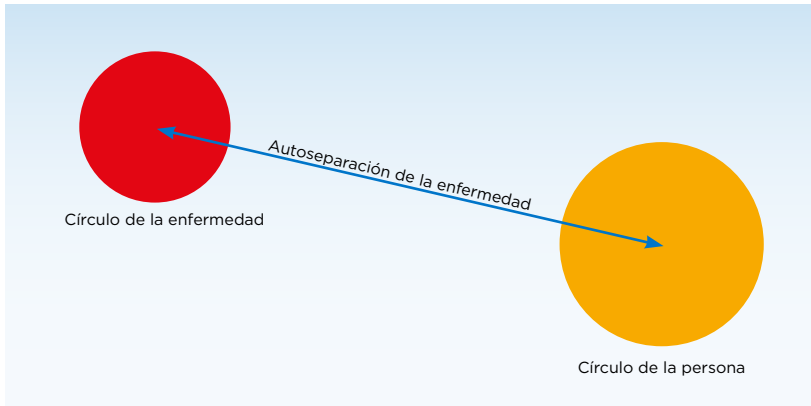 Autoseparación de la enfermedad
Círculo de la enfermedad
Círculo de la persona